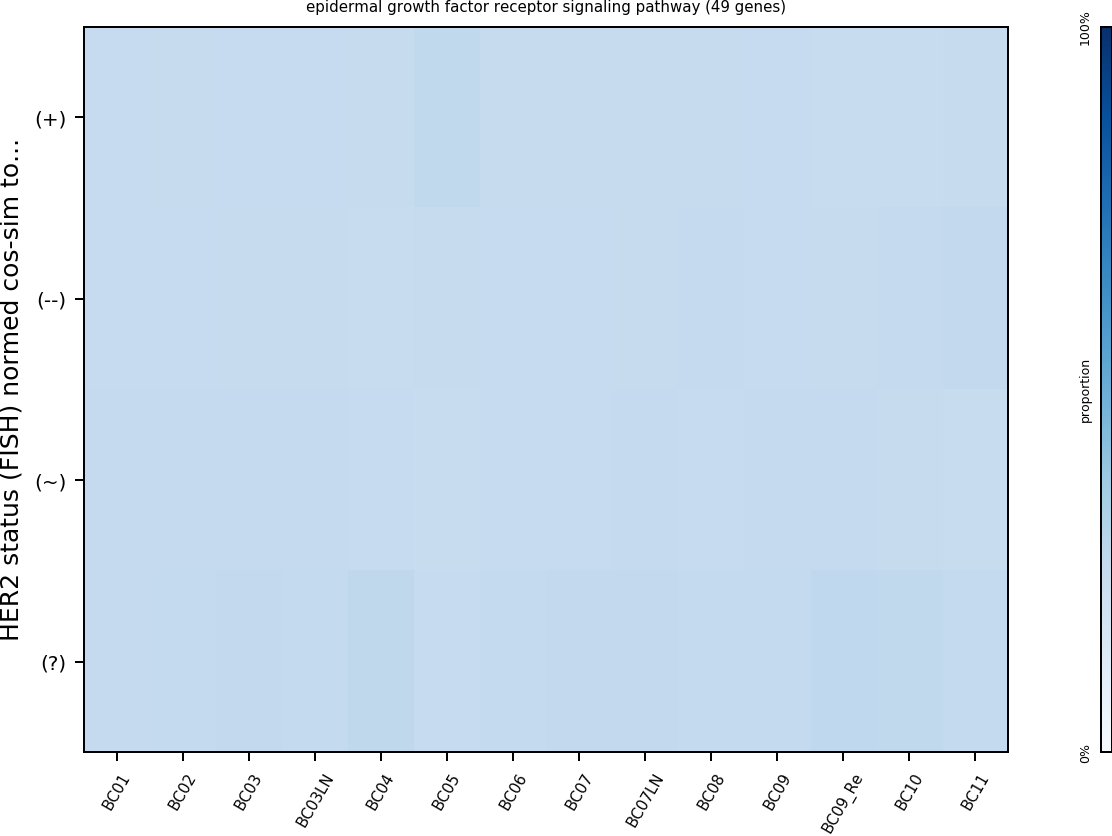 epidermal growth factor receptor signaling pathway (49 genes)
HER2 status (FISH) normed cos-sim to...
(+)
(--)
(~)
(?)
BC01
BC02
BC03
BC03LN
BC04
BC05
BC06
BC07
BC07LN
BC08
BC09
BC09_Re
BC10
BC11
100%
proportion
0%